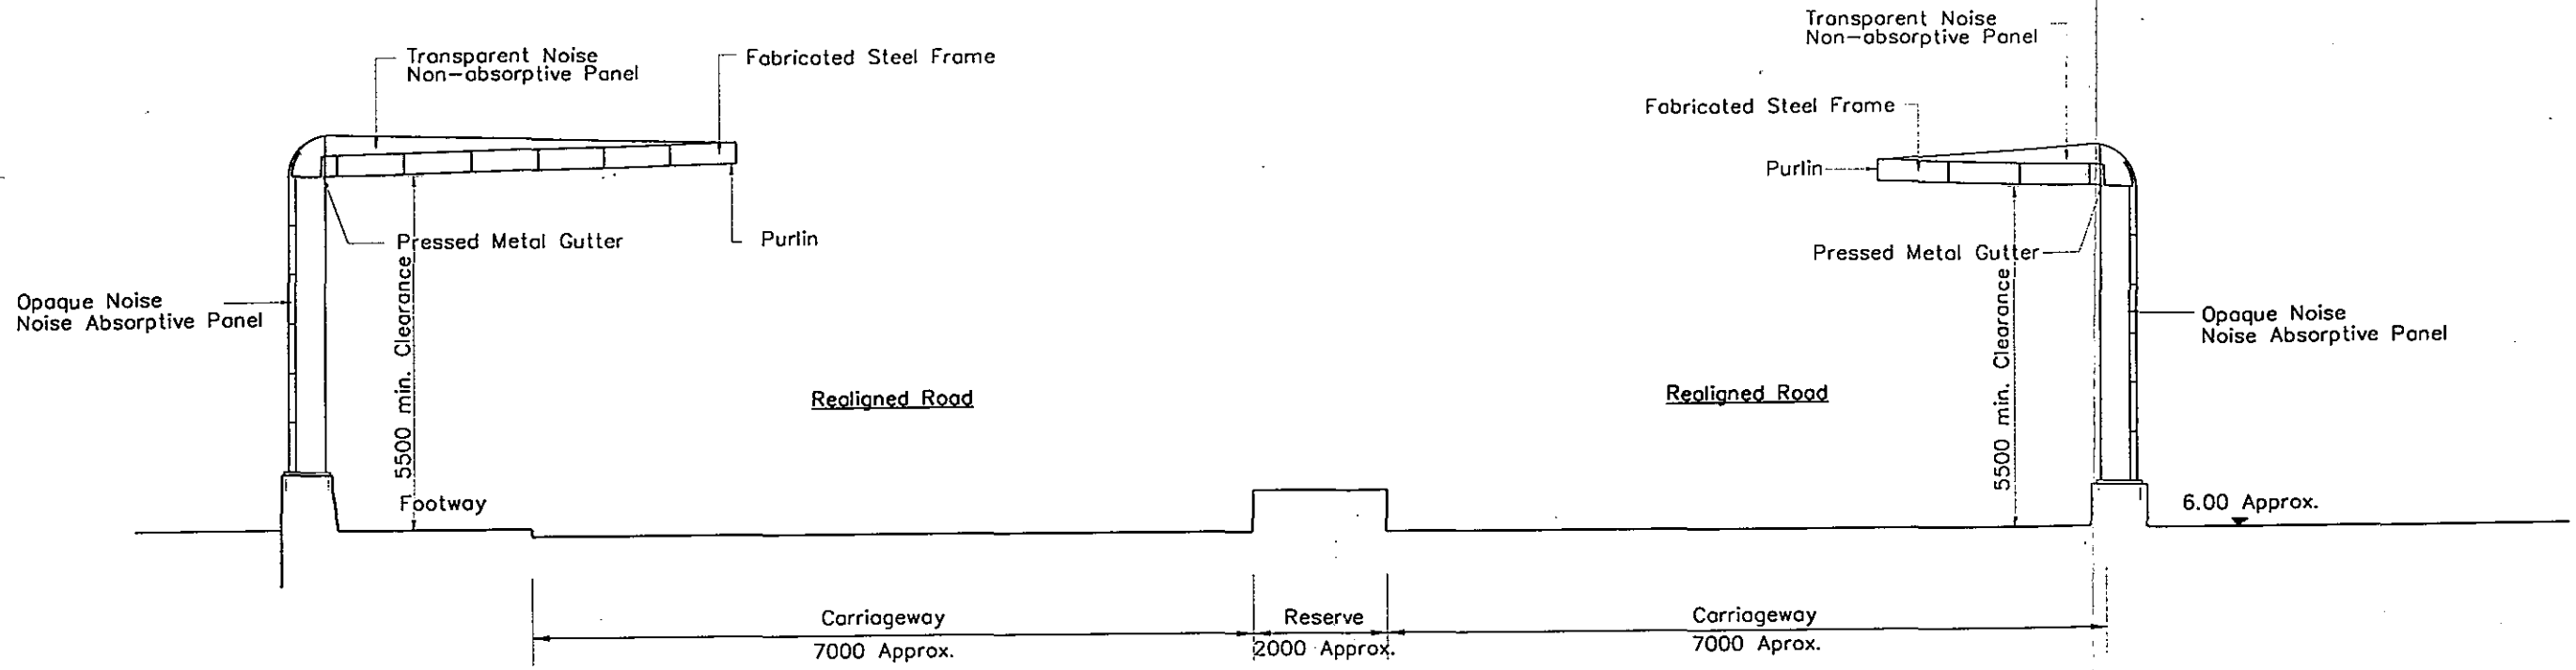 Transparent Noise
Non-absorptive Panel
Fabricated Steel Frame
Transparent Noise
Non-absorptive Panel
Fabricated Steel Frame
Purlin
Pressed Metal Gutter
Purlin
Pressed Metal Gutter
Opaque Noise
Noise Absorptive Panel
5500 min. Clearance
5500 min. Clearance
Opaque Noise
Noise Absorptive Panel
Realigned Road
Realigned Road
Footway
6.00 Approx.
Carriageway
7000 Approx.
Reserve
2000 Approx.
Carriageway
7000 Aprox.